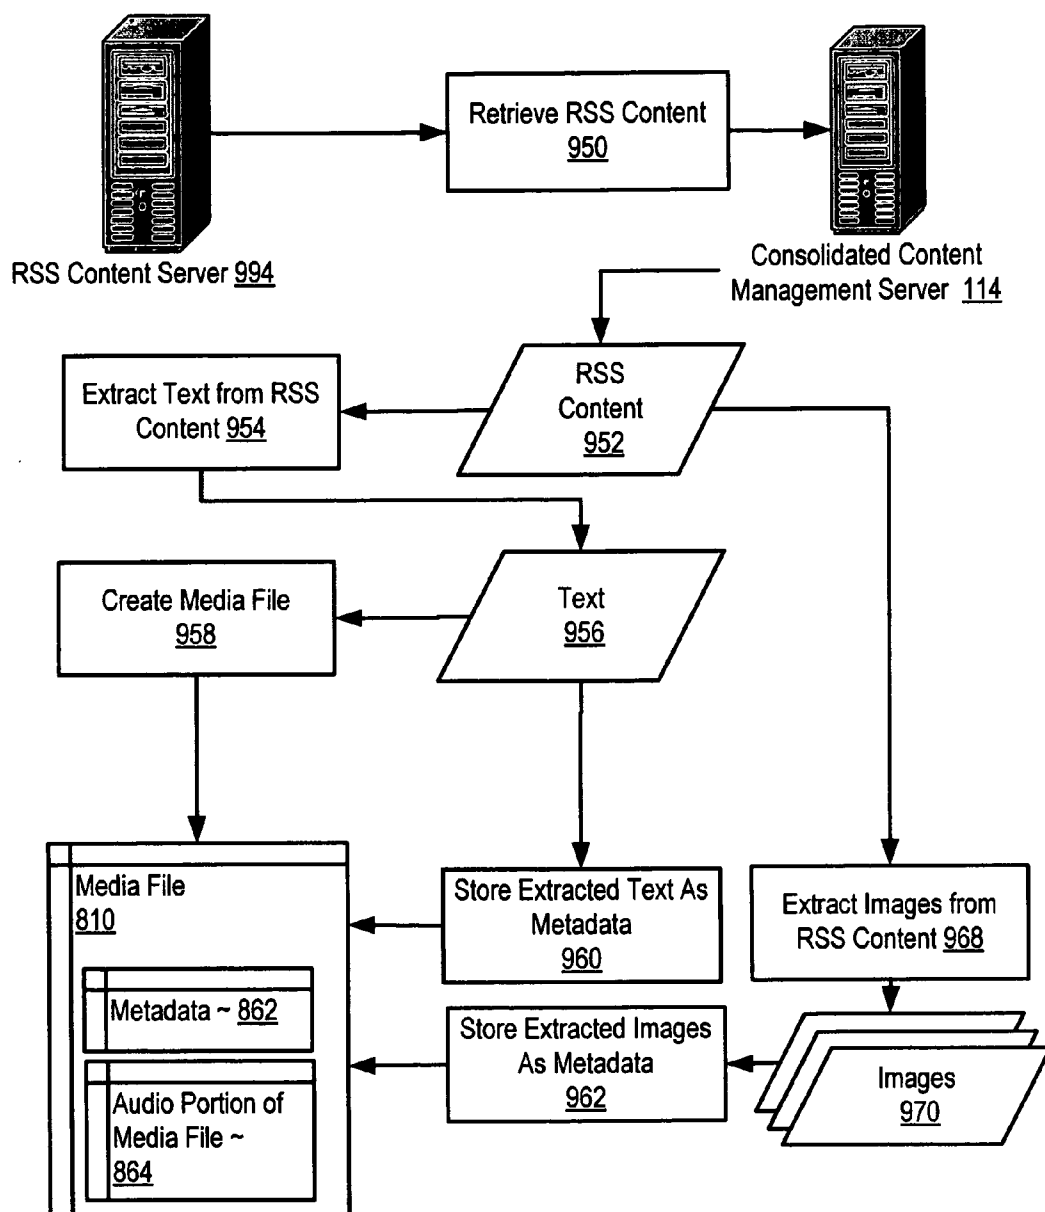 Retrieve RSS Content
950
RSS Content Server 994
Consolidated Content
Management Server 114
RSS
Content
952
Extract Text from RSS
Content 954
Text
956
Create Media File
958
Media File
810
Metadata ~ 862
Audio Portion of
Media File ~
864
Store Extracted Text As
Metadata
960
Extract Images from
RSS Content 968
Store Extracted Images
As Metadata
962
Images
970